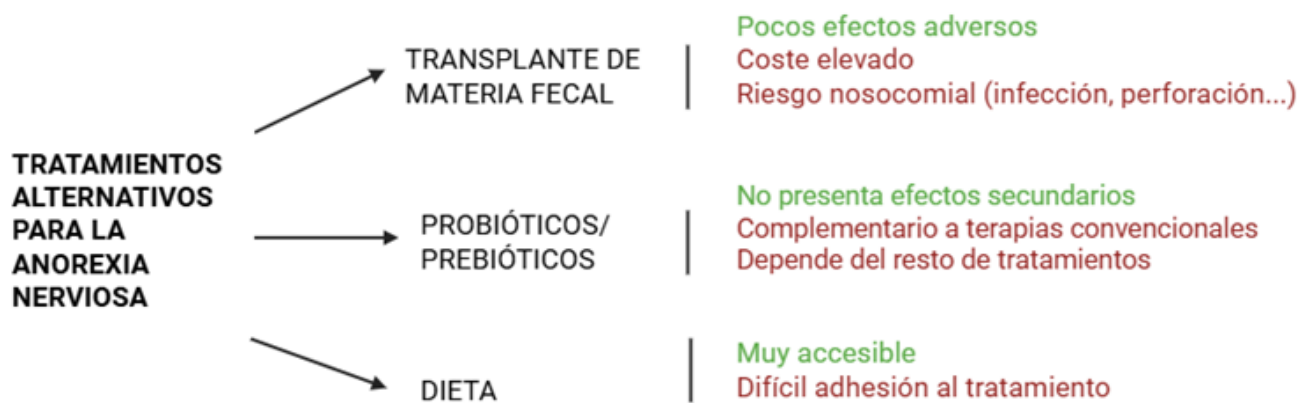 TRATAMIENTOS
ALTERNATIVOS
PARA LA
ANOREXIA
NERVIOSA
TRANSPLANTE DE
MATERIA FECAL
Pocos efectos adversos
Coste elevado
Riesgo nosocomial (infección, perforación...)
PROBIÓTICOS/
PREBIÓTICOS
No presenta efectos secundarios
Complementario a terapias convencionales
Depende del resto de tratamientos
DIETA
Muy accesible
Difícil adhesión al tratamiento